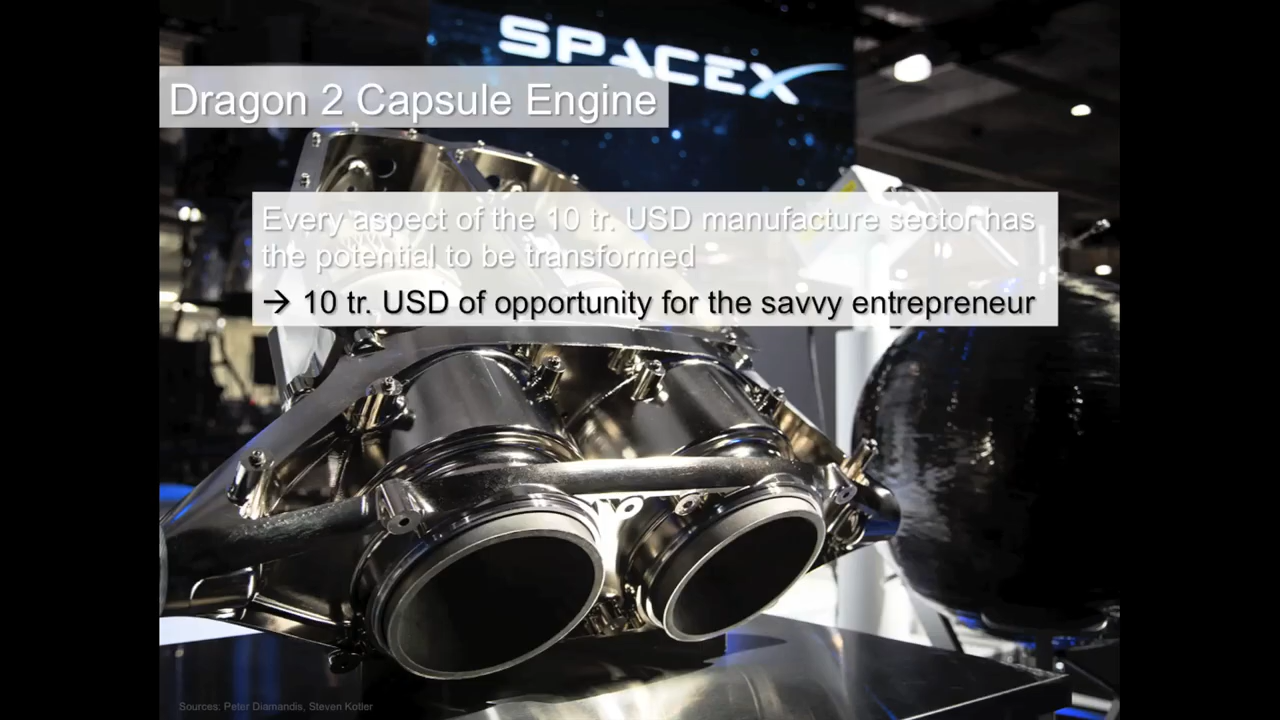 SPACEX
Dragon 2 Capsule Engine
Every aspect of the 10 tr. USD manufacture sector has
the potential to be transformed
→ 10 tr. USD of opportunity for the savvy entrepreneur
Sources: Peter Diamandis, Steven Kotler